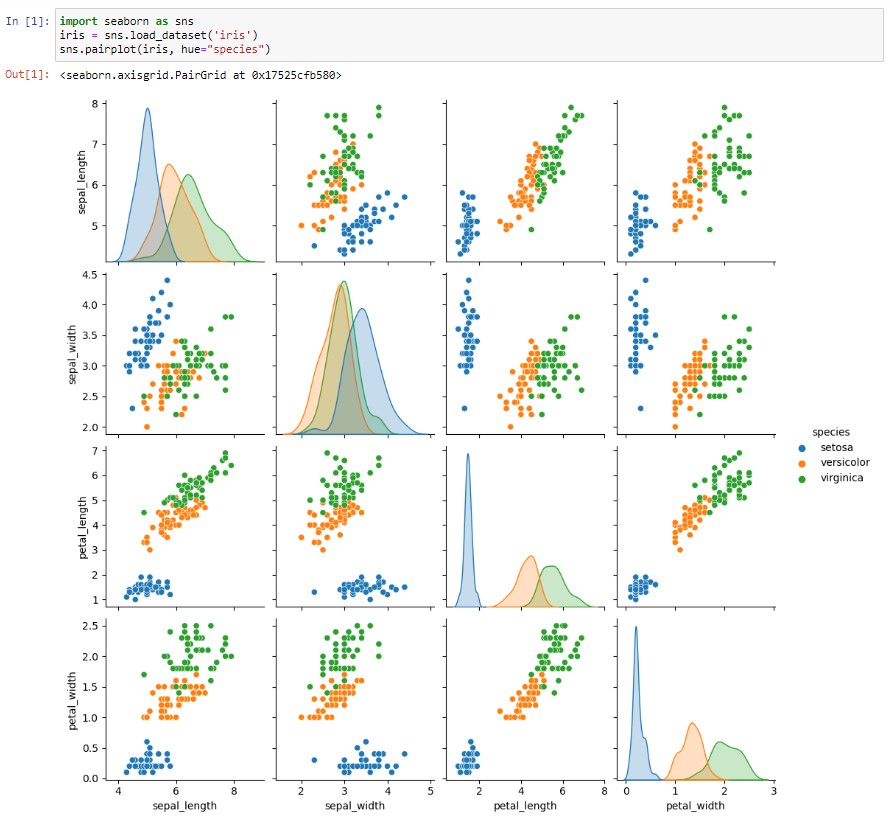 In [1]: import seaborn as sns
iris = sns.load_dataset('iris')
sns.pairplot(iris, hue="species")
Out[1]: <seaborn.axisgrid.PairGrid at 0x17525cfb580>
8
7
6
5
sepal_length
4.5
4.0
3.5
3.0
2.5
2.0
sepal_width
7
6
5
4
3
2
1
petal_length
2.5
2.0
1.5
1.0
0.5
0.0
petal_width
4 6 8
sepal_length
2 3 4 5
sepal_width
2 4 6 8
petal_length
0 1 2 3
petal_width
species
setosa
versicolor
virginica